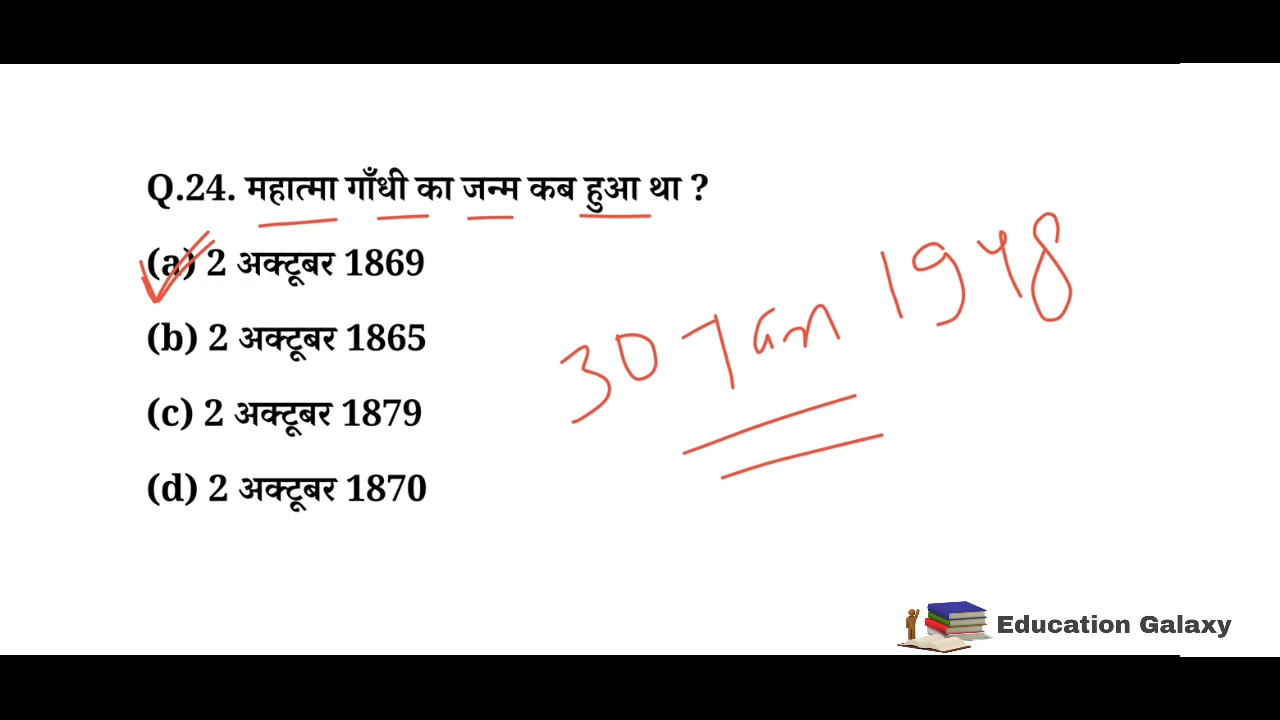 Q.24. महात्मा गाँधी का जन्म कब हुआ था ?
(a) 2 अक्टूबर 1869
(b) 2 अक्टूबर 1865
30 Jan 1948
(c) 2 अक्टूबर 1879
(d) 2 अक्टूबर 1870
Education Galaxy